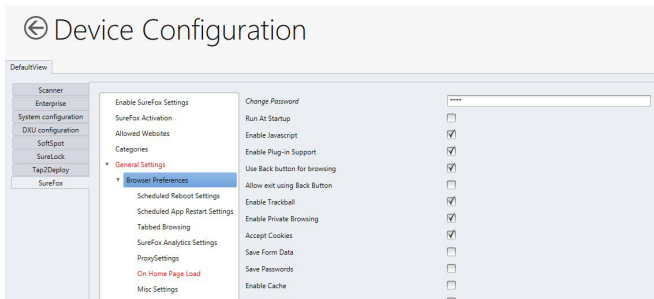 Device Configuration
DefaultView
Scanner
Enterprise
System configuration
DXU configuration
SoftSpot
SureLock
Tap2Deploy
SureFox
Enable SureFox Settings
SureFox Activation
Allowed Websites
Categories
General Settings
Browser Preferences
Scheduled Reboot Settings
Scheduled App Restart Settings
Tabbed Browsing
SureFox Analytics Settings
ProxySettings
On Home Page Load
Misc Settings
Change Password ****
Run At Startup
Enable Javascript
Enable Plug-in Support
Use Back button for browsing
Allow exit using Back Button
Enable Trackball
Enable Private Browsing
Accept Cookies
Save Form Data
Save Passwords
Enable Cache